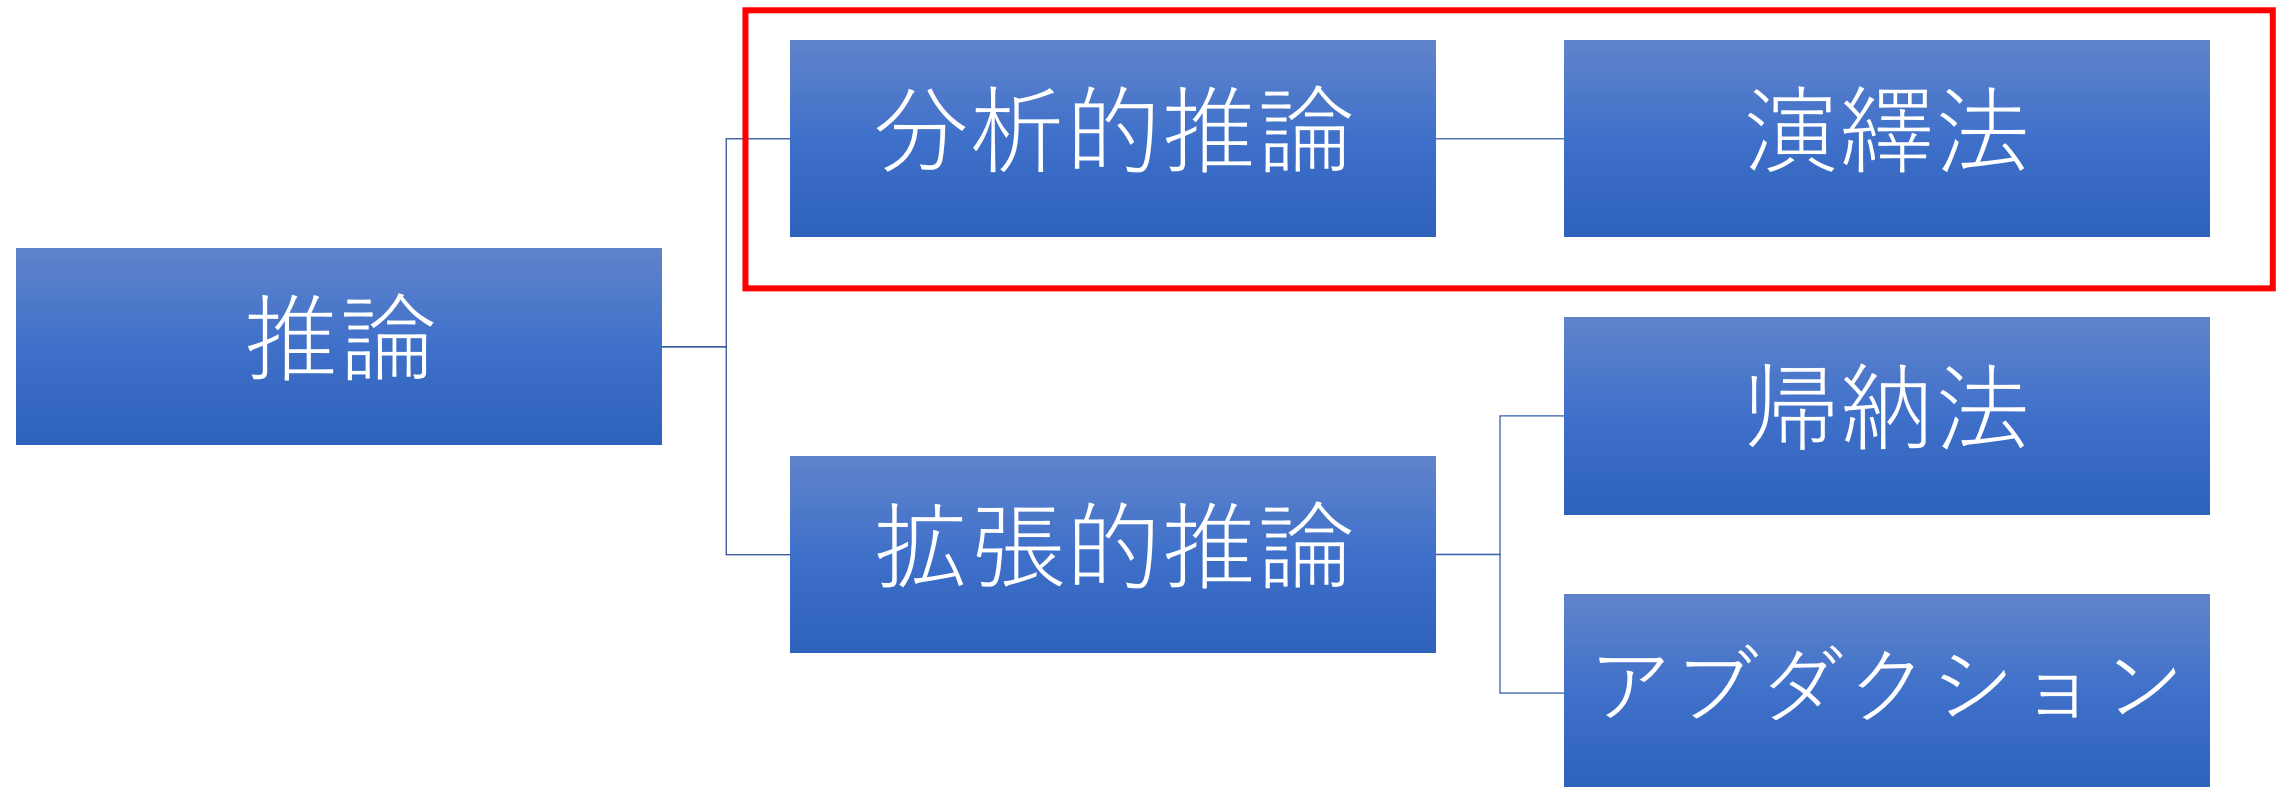 推論
分析的推論
演繹法
拡張的推論
帰納法
アブダクション